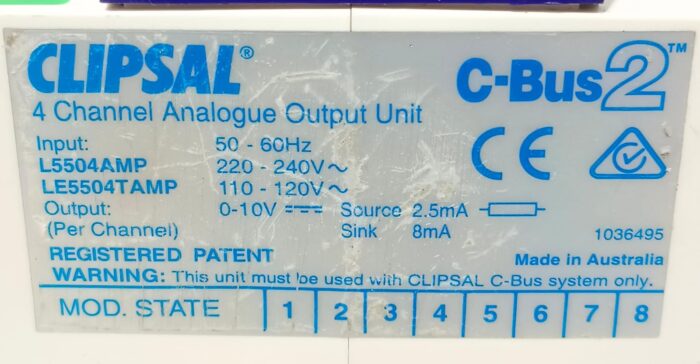 CLIPSAL® C-Bus2™
4 Channel Analogue Output Unit
Input: 50 - 60Hz
L5504AMP 220 - 240V~
LE5504TAMP 110 - 120V~
Output: 0-10V Source 2.5mA
(Per Channel) Sink 8mA
CE
1036495
REGISTERED PATENT Made in Australia
WARNING: This unit must be used with CLIPSAL C-Bus system only.
MOD. STATE 1 2 3 4 5 6 7 8